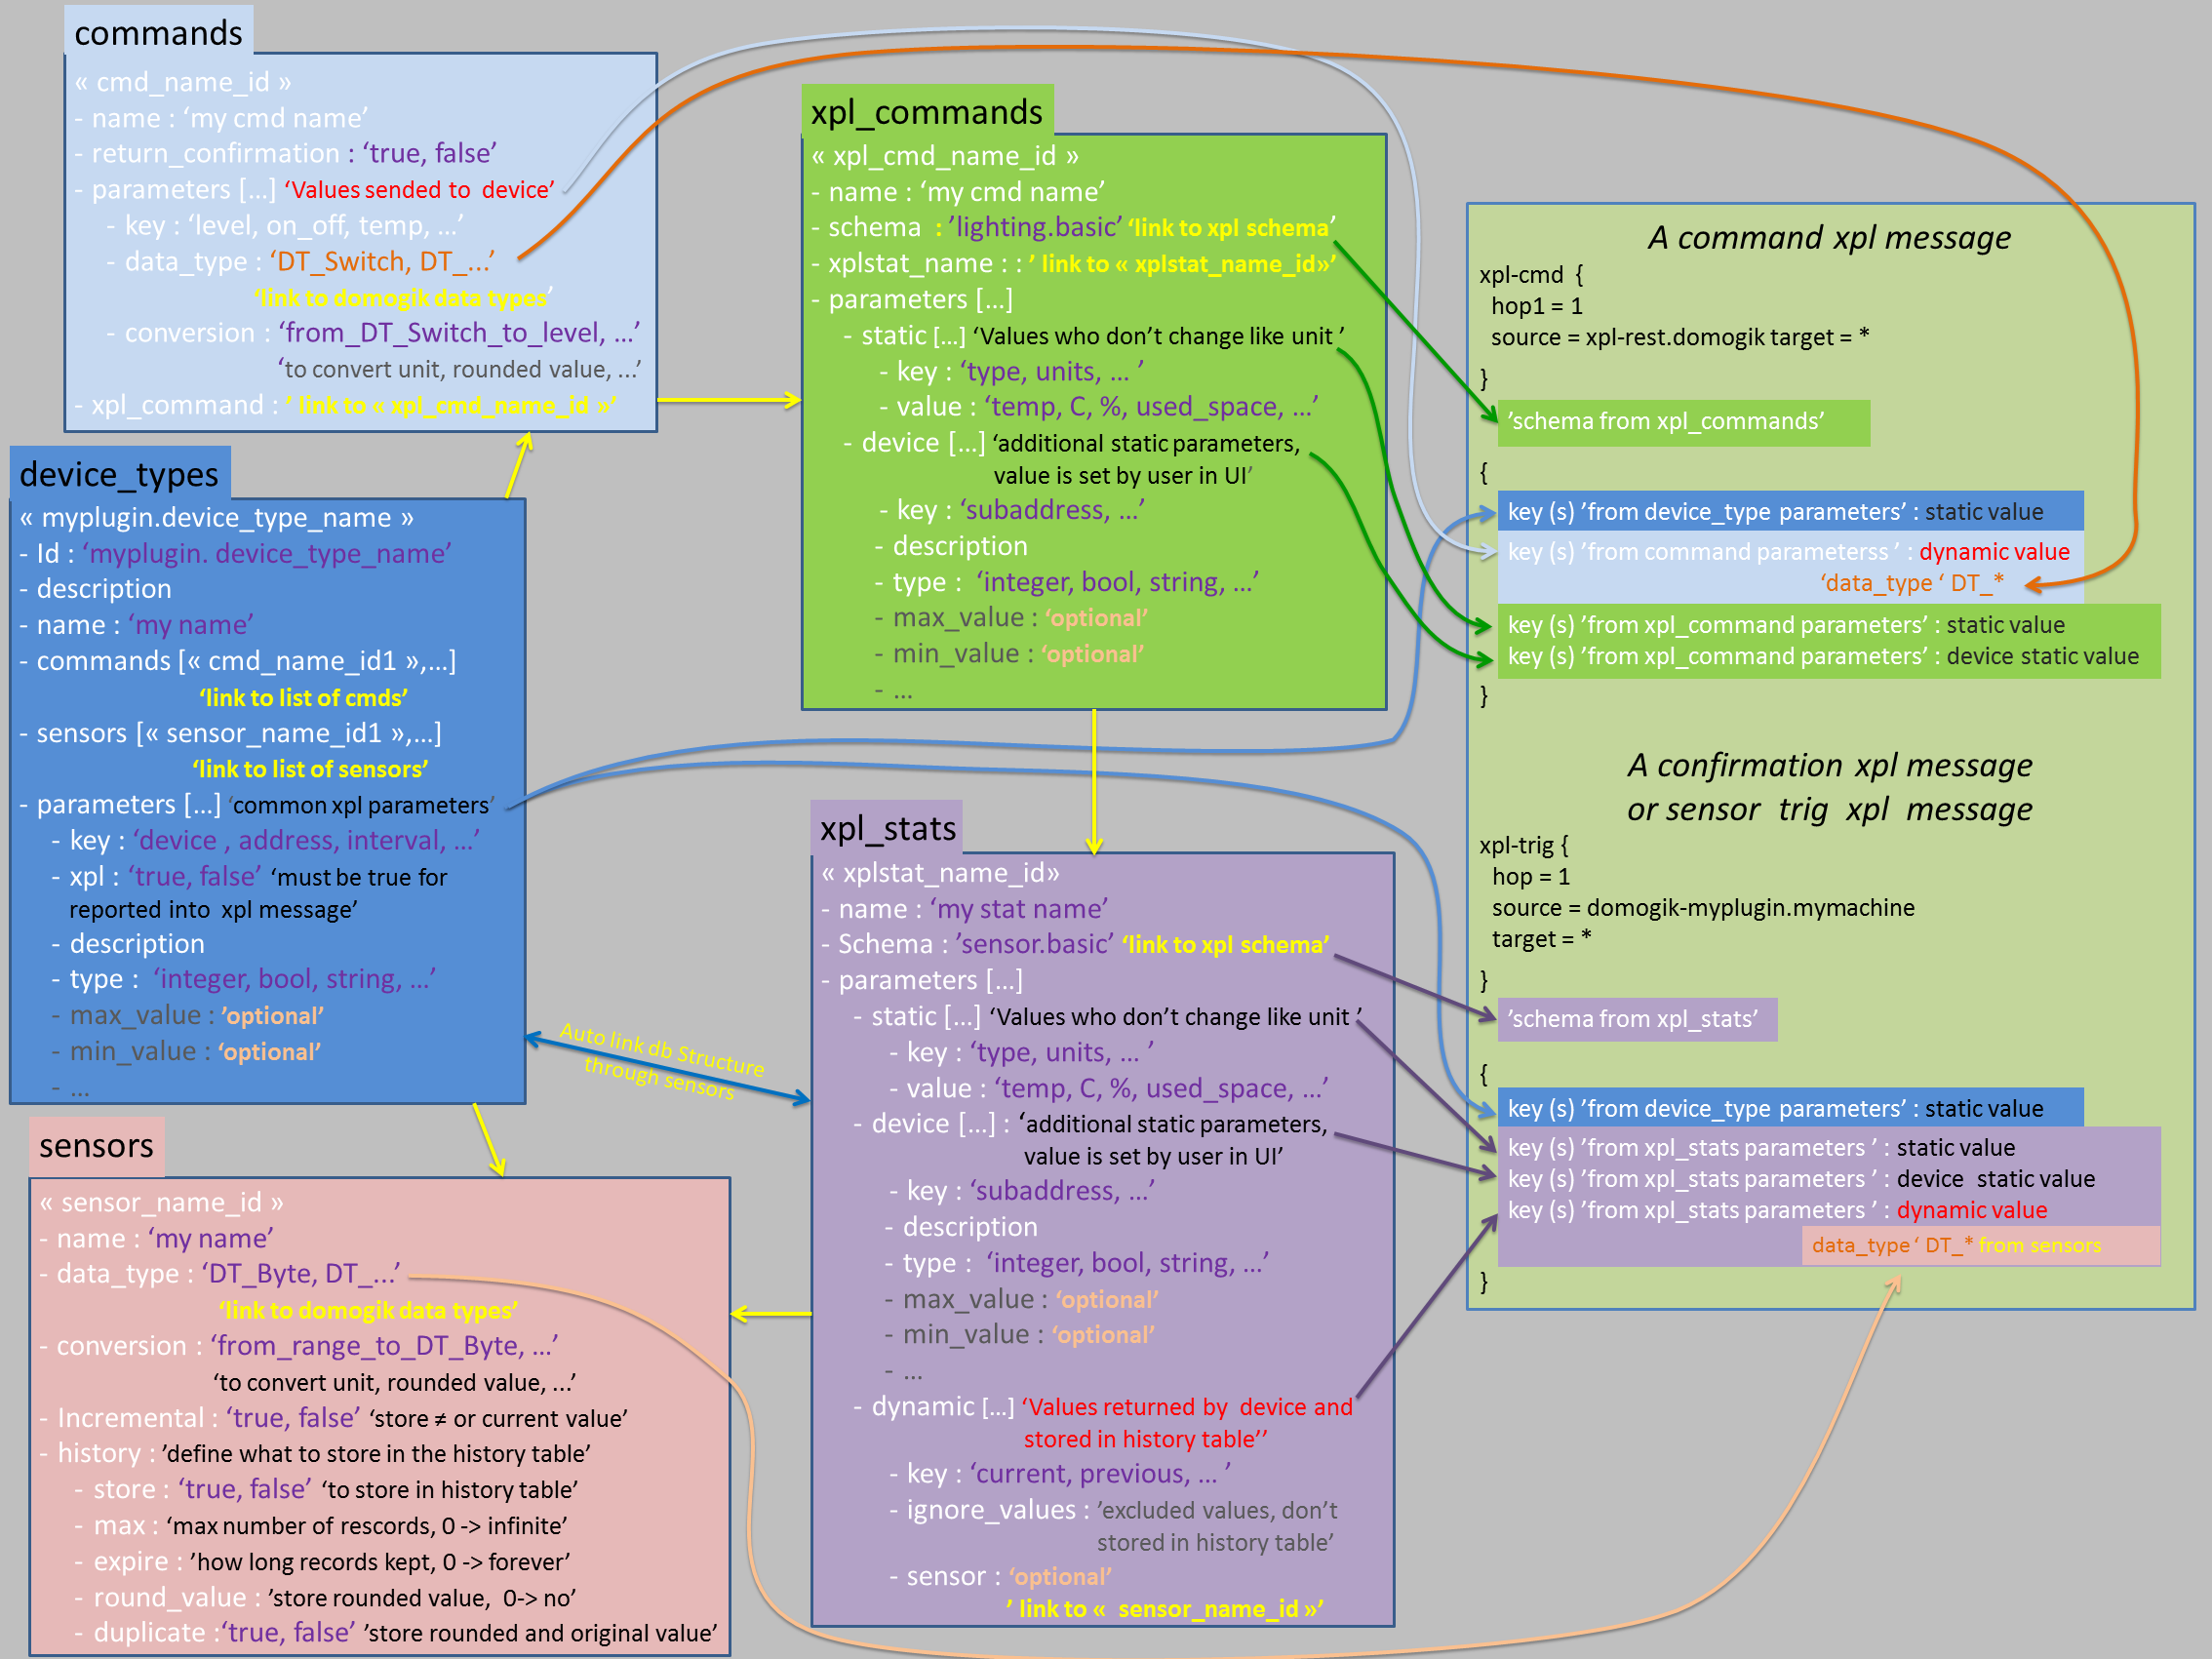 commands
« cmd_name_id »
- name : ‘my cmd name’
- return_confirmation : ‘true, false’
- parameters […] ‘Values sended to device’
- key : ‘level, on_off, temp, …’
- data_type : ‘DT_Switch, DT_...’
‘link to domogik data types’
- conversion : ‘from_DT_Switch_to_level, …’
‘to convert unit, rounded value, …’
- xpl_command : ’ link to « xpl_cmd_name_id »’
device_types
« myplugin.device_type_name »
- Id : ‘myplugin. device_type_name’
- description
- name : ‘my name’
- commands [« cmd_name_id1 »,…]
‘link to list of cmds’
- sensors [« sensor_name_id1 »,…]
‘link to list of sensors’
- parameters […] ‘common xpl parameters’
- key : ‘device , address, interval, …’
- xpl : ‘true, false’ ‘must be true for
reported into xpl message’
- description
- type : ‘integer, bool, string, …’
- max_value : ’optional’
- min_value : ‘optional’
- ...
sensors
« sensor_name_id »
- name : ‘my name’
- data_type : ‘DT_Byte, DT_...’
‘link to domogik data types’
- conversion : ‘from_range_to_DT_Byte, …’
‘to convert unit, rounded value, …’
- Incremental : ‘true, false’ ‘store ≠ or current value’
- history : ’define what to store in the history table’
- store : ‘true, false’ ‘to store in history table’
- max : ‘max number of rescords, 0 -> infinite’
- expire : ’how long records kept, 0 -> forever’
- round_value : ’store rounded value, 0-> no’
- duplicate :‘true, false’ ’store rounded and original value’
xpl_commands
« xpl_cmd_name_id »
- name : ‘my cmd name’
- schema : ’lighting.basic’ ‘link to xpl schema’
- xplstat_name : : ’ link to « xplstat_name_id»’
- parameters […]
- static […] ‘Values who don’t change like unit ’
- key : ‘type, units, … ’
- value : ‘temp, C, %, used_space, …’
- device […] ‘additional static parameters,
value is set by user in UI’
- key : ‘subaddress, …’
- description
- type : ‘integer, bool, string, …’
- max_value : ‘optional’
- min_value : ‘optional’
- ...
Auto link db Structure
through sensors
xpl_stats
« xplstat_name_id»
- name : ‘my stat name’
- Schema : ’sensor.basic’ ‘link to xpl schema’
- parameters […]
- static […] ‘Values who don’t change like unit ’
- key : ‘type, units, … ’
- value : ‘temp, C, %, used_space, …’
- device […] : ‘additional static parameters,
value is set by user in UI’
- key : ‘subaddress, …’
- description
- type : ‘integer, bool, string, …’
- max_value : ‘optional’
- min_value : ‘optional’
- ...
- dynamic […] ‘Values returned by device and
stored in history table’’
- key : ‘current, previous, … ’
- ignore_values : ’excluded values, don’t
stored in history table’
- sensor : ‘optional’
’ link to « sensor_name_id »’
A command xpl message
xpl-cmd {
hop1 = 1
source = xpl-rest.domogik target = *
}
’schema from xpl_commands’
{
key (s) ’from device_type parameters’ : static value
key (s) ’from command parameterss ’ : dynamic value
‘data_type ‘ DT_*
key (s) ’from xpl_command parameters’ : static value
key (s) ’from xpl_command parameters’ : device static value
}
A confirmation xpl message
or sensor trig xpl message
xpl-trig {
hop = 1
source = domogik-myplugin.mymachine
target = *
}
’schema from xpl_stats’
{
key (s) ’from device_type parameters’ : static value
key (s) ’from xpl_stats parameters ’ : static value
key (s) ’from xpl_stats parameters ’ : device static value
key (s) ’from xpl_stats parameters ’ : dynamic value
data_type ‘ DT_* from sensors
}